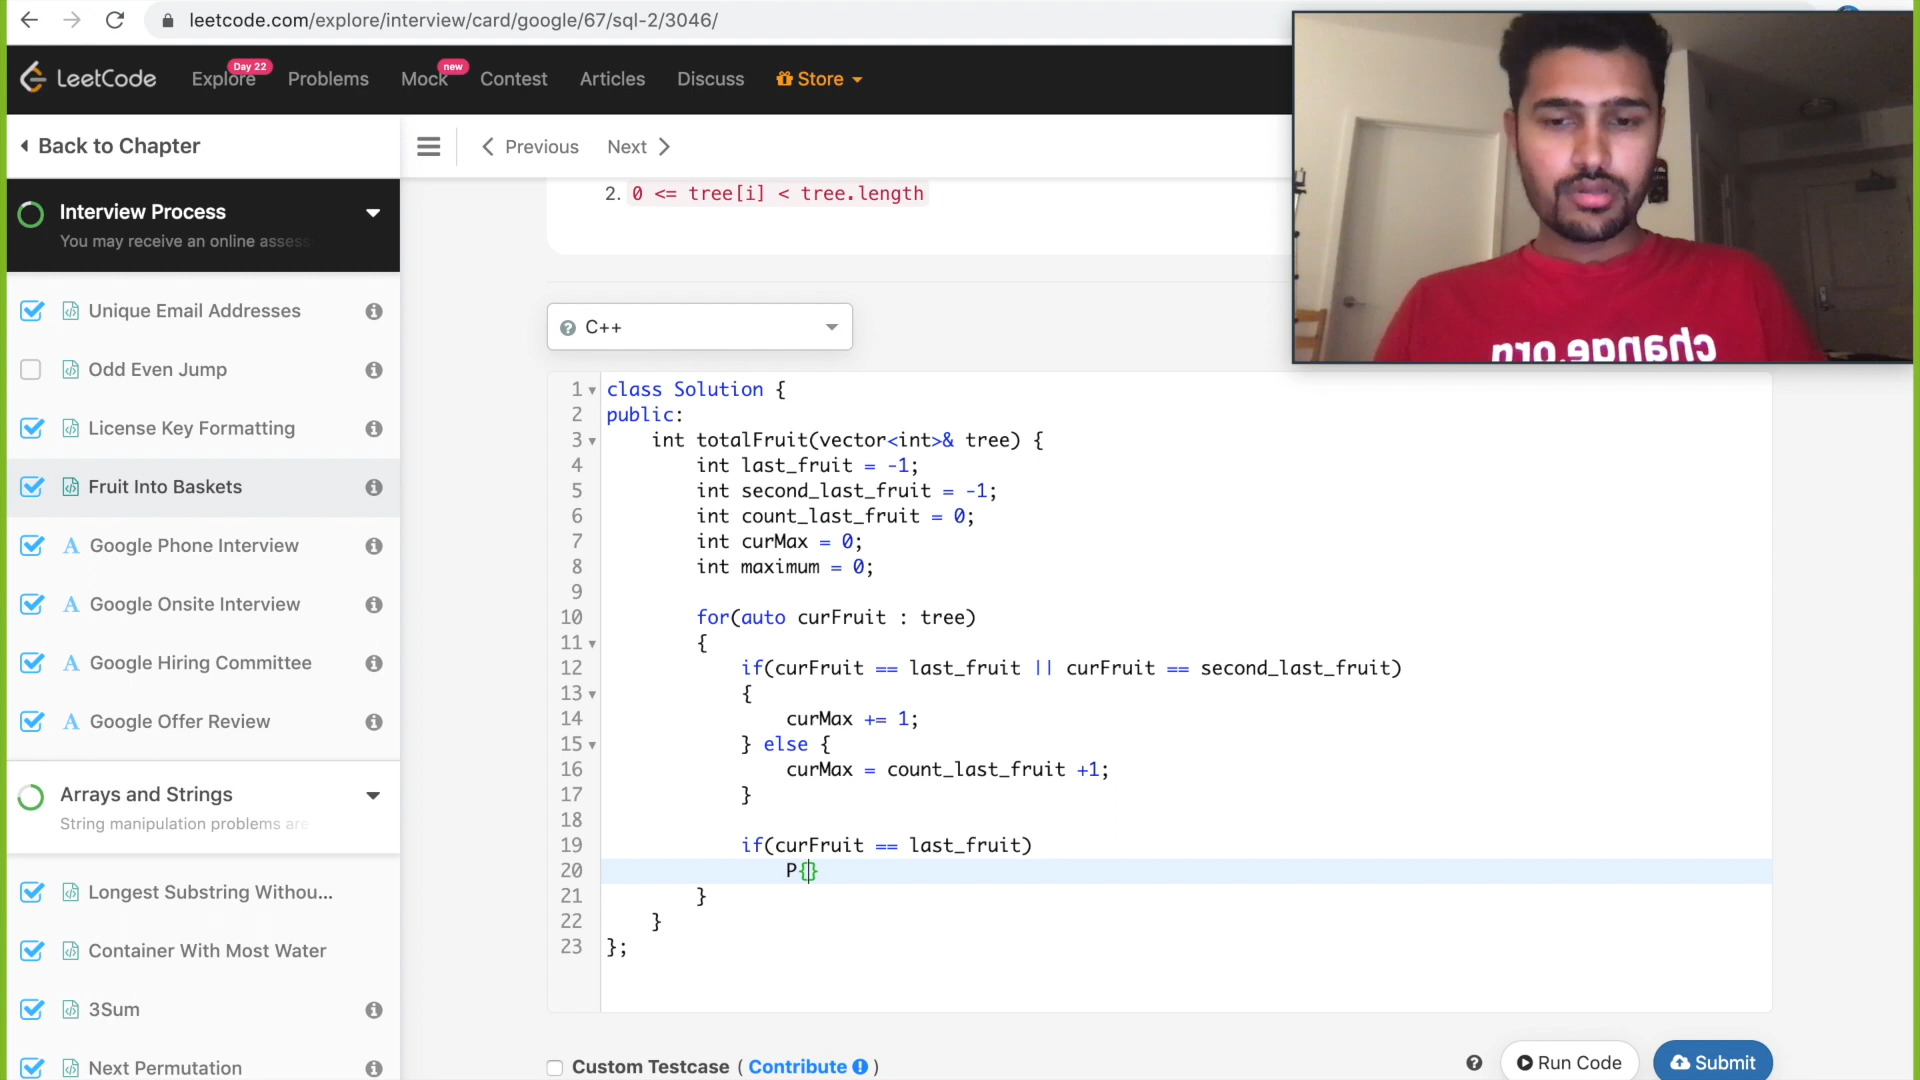 leetcode.com/explore/interview/card/google/67/sql-2/3046/
LeetCode Explore Day 22 Problems Mock new Contest Articles Discuss Store
Back to Chapter
Previous Next
Interview Process
You may receive an online assess
Unique Email Addresses
Odd Even Jump
License Key Formatting
Fruit Into Baskets
A Google Phone Interview
A Google Onsite Interview
A Google Hiring Committee
A Google Offer Review
Arrays and Strings
String manipulation problems are
Longest Substring Withou...
Container With Most Water
3Sum
Next Permutation
2. 0 <= tree[i] < tree.length
C++
1 class Solution {
2 public:
3 int totalFruit(vector<int>& tree) {
4 int last_fruit = -1;
5 int second_last_fruit = -1;
6 int count_last_fruit = 0;
7 int curMax = 0;
8 int maximum = 0;
9
10 for(auto curFruit : tree)
11 {
12 if(curFruit == last_fruit || curFruit == second_last_fruit)
13 {
14 curMax += 1;
15 } else {
16 curMax = count_last_fruit +1;
17 }
18
19 if(curFruit == last_fruit)
20 P{}
21 }
22 }
23 };
Custom Testcase ( Contribute )
? Run Code Submit
change.org